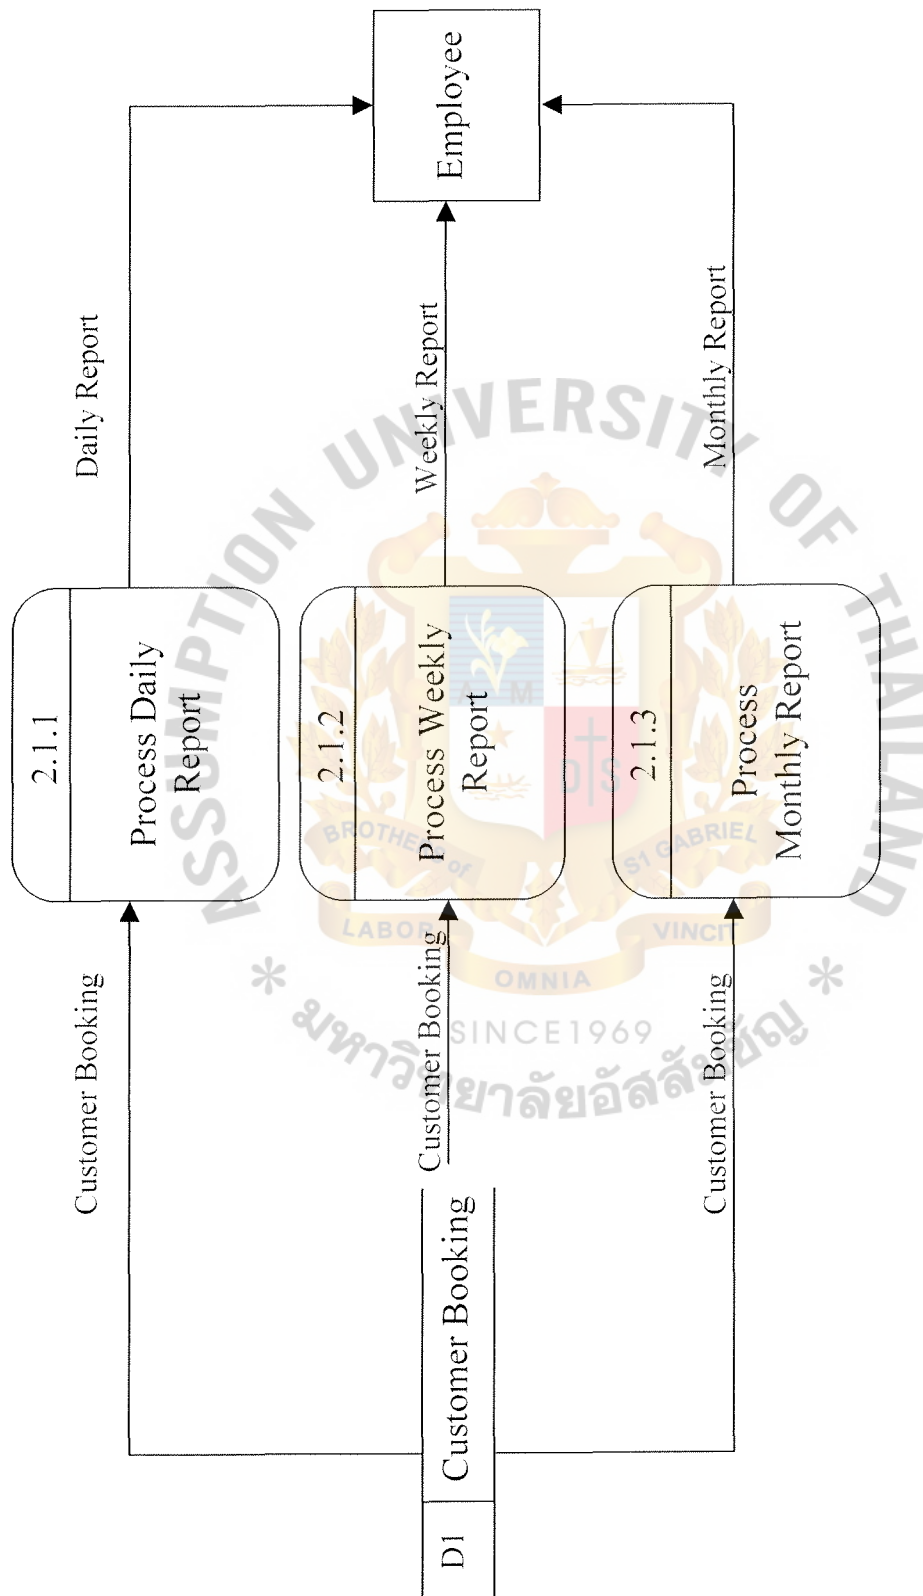 D1
Customer Booking
Customer Booking
Customer Booking
Customer Booking
2.1.1
Process Daily
Report
2.1.2
Process Weekly
Report
2.1.3
Process
Monthly Report
Daily Report
Weekly Report
Monthly Report
Employee
ASSUMPTION UNIVERSITY OF THAILAND
A M
D S
BROTHERS of
S1 GABRIEL
LABOR
OMNIA
VINCIT
SINCE1969
มหาวิทยาลัยอัสสัมชัญ